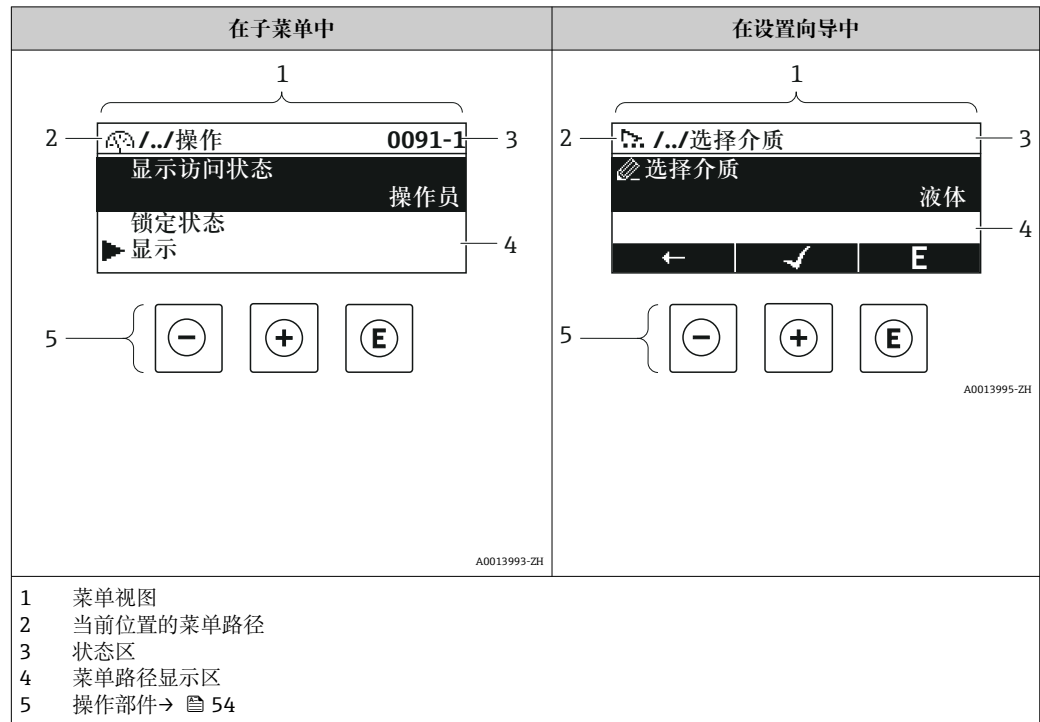 在子菜单中
在设置向导中
1
2
/../操作 0091-1
3
显示访问状态
操作员
锁定状态
显示
4
5
- + E
A0013993-ZH
1
2
/../选择介质
3
选择介质
液体
4
← ✓ E
5
- + E
A0013995-ZH
1 菜单视图
2 当前位置的菜单路径
3 状态区
4 菜单路径显示区
5 操作部件→ 54